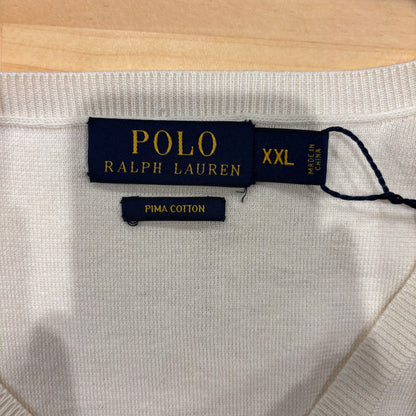 POLO
RALPH LAUREN
XXL
MADE IN
CHINA
PIMA COTTON